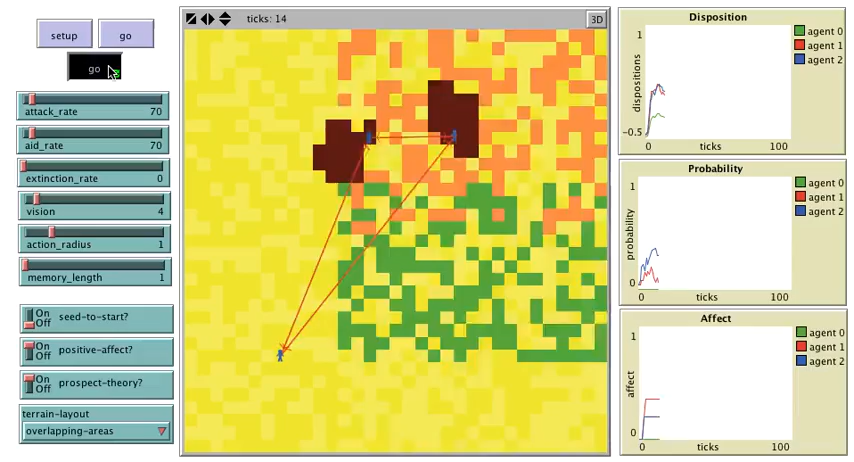 setup
go
go
attack_rate 70
aid_rate 70
extinction_rate 0
vision 4
action_radius 1
memory_length 1
On
Off
seed-to-start?
On
Off
positive-affect?
On
Off
prospect-theory?
terrain-layout
overlapping-areas
ticks: 14
3D
Disposition
1
dispositions
-0.5
0
ticks
100
agent 0
agent 1
agent 2
Probability
1
probability
0
0
ticks
100
agent 0
agent 1
agent 2
Affect
1
affect
0
0
ticks
100
agent 0
agent 1
agent 2